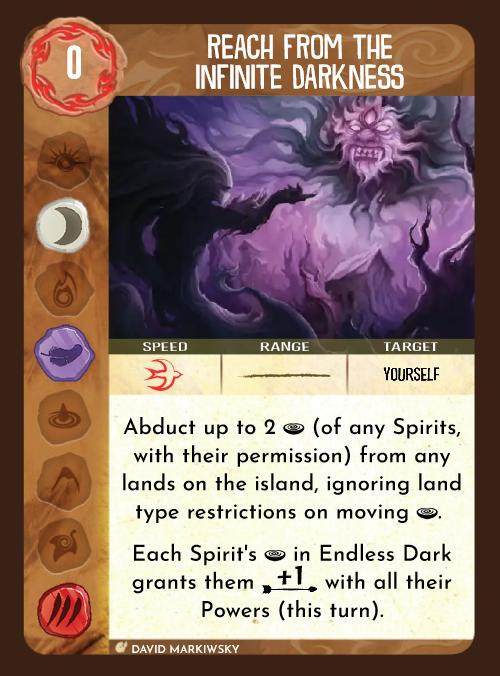 0
REACH FROM THE
INFINITE DARKNESS
SPEED RANGE TARGET
YOURSELF
Abduct up to 2 (of any Spirits,
with their permission) from any
lands on the island, ignoring land
type restrictions on moving .
Each Spirit's in Endless Dark
grants them +1 with all their
Powers (this turn).
DAVID MARKIWSKY